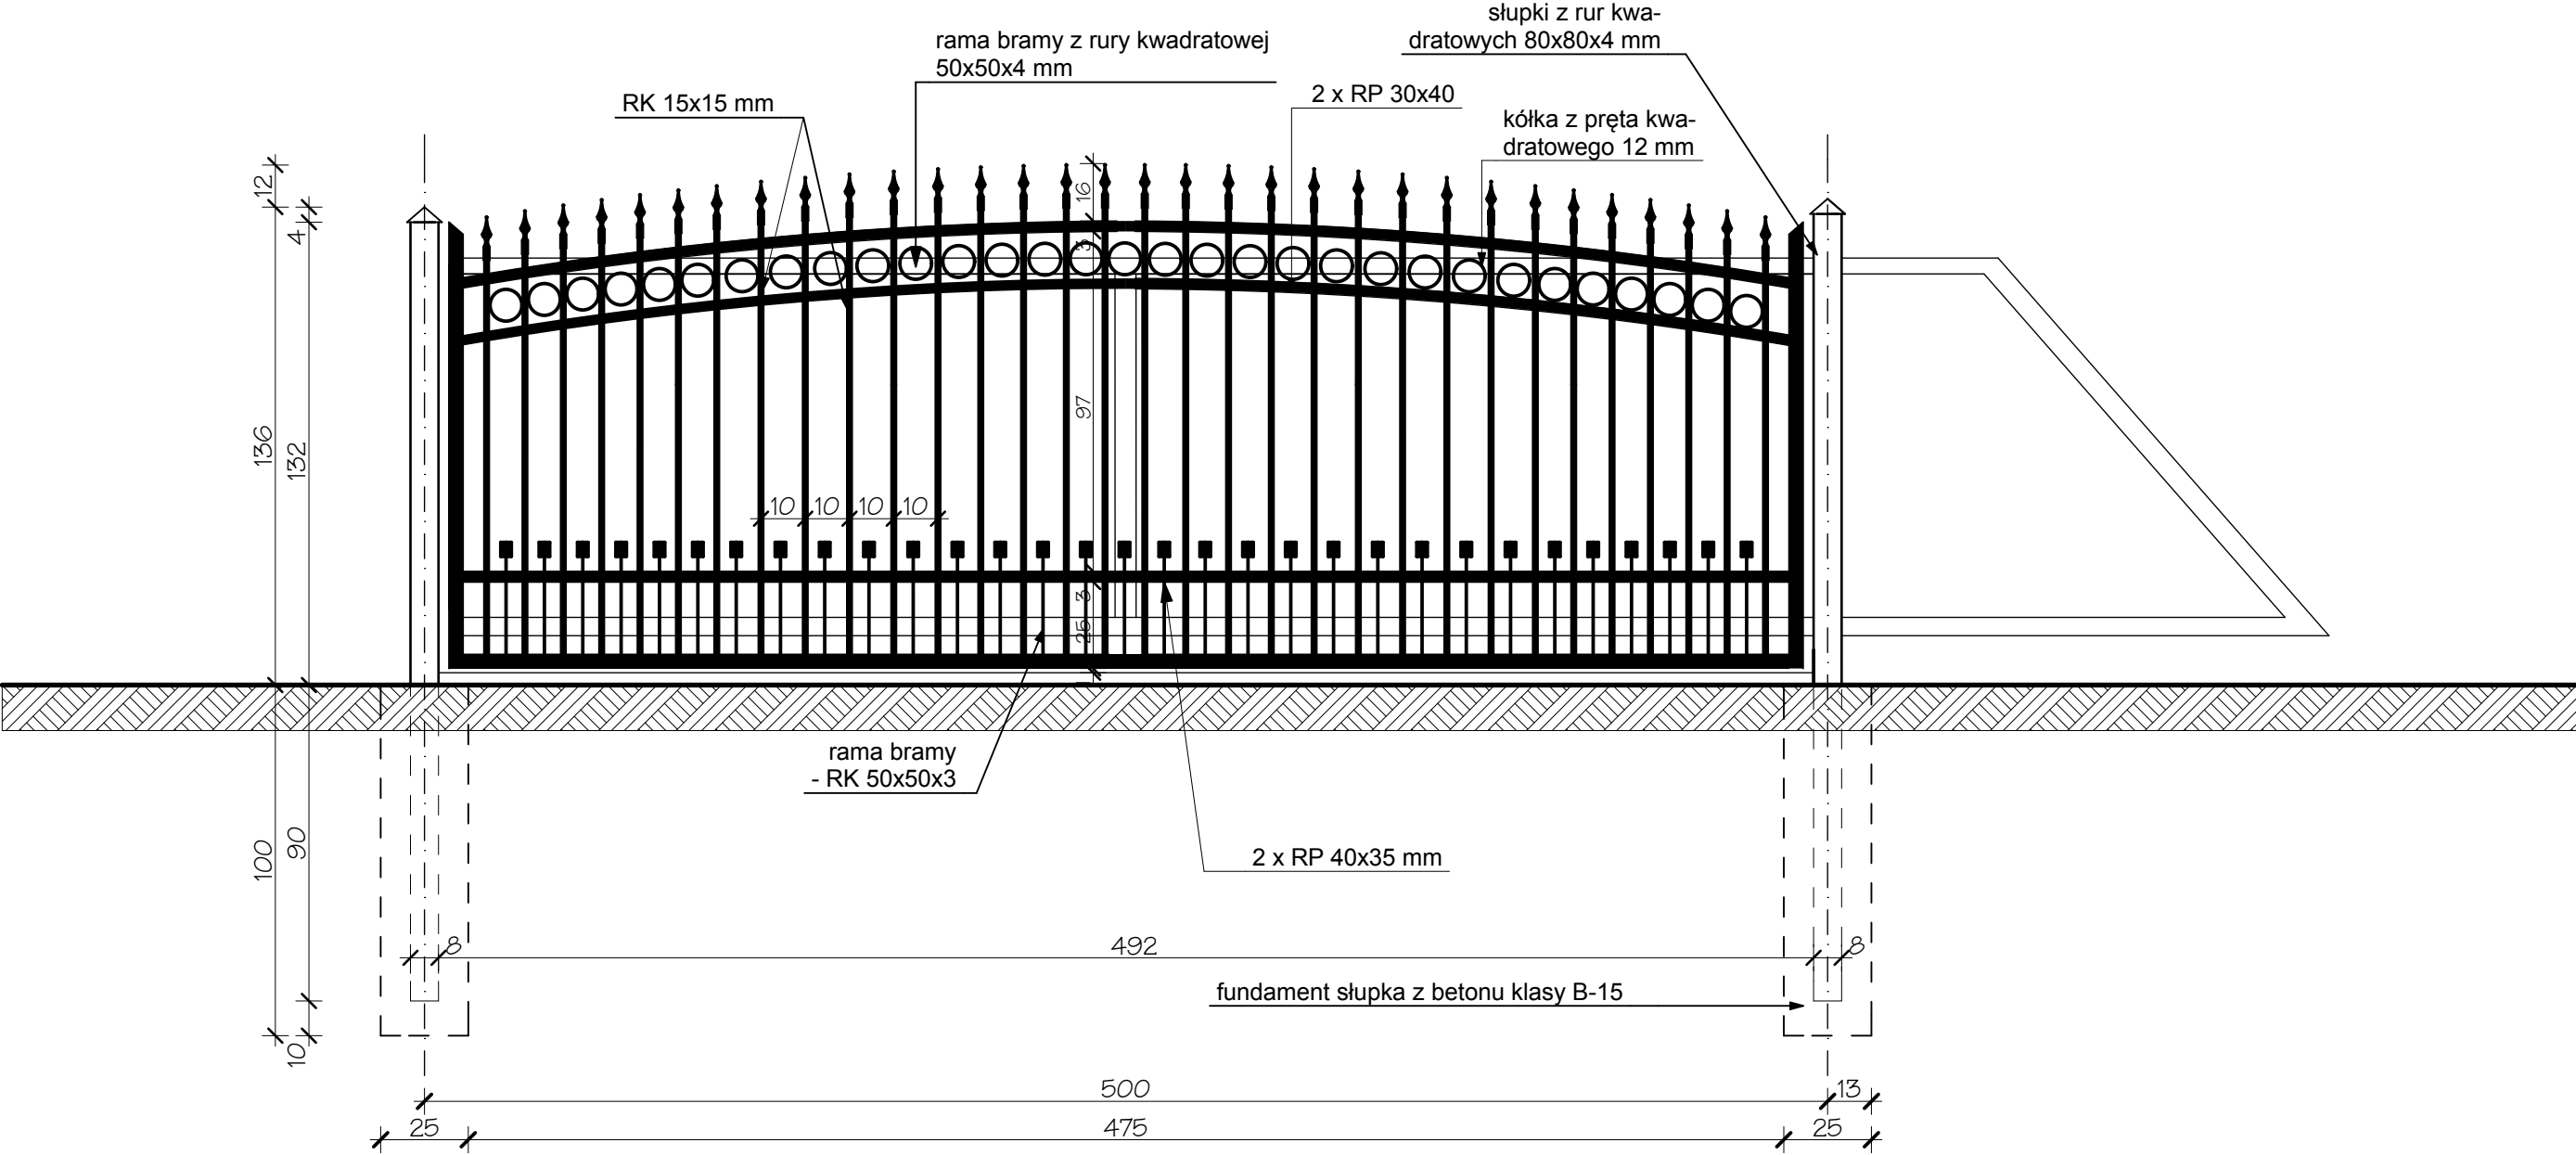 słupki z rur kwa-
dratowych 80x80x4 mm
rama bramy z rury kwadratowej
50x50x4 mm
RK 15x15 mm
2 x RP 30x40
kółka z pręta kwa-
dratowego 12 mm
12
4
16
3
136
132
97
10 10 10 10
3
25
1
rama bramy
- RK 50x50x3
2 x RP 40x35 mm
100
90
10
8
492
8
fundament słupka z betonu klasy B-15
500
13
25
475
25